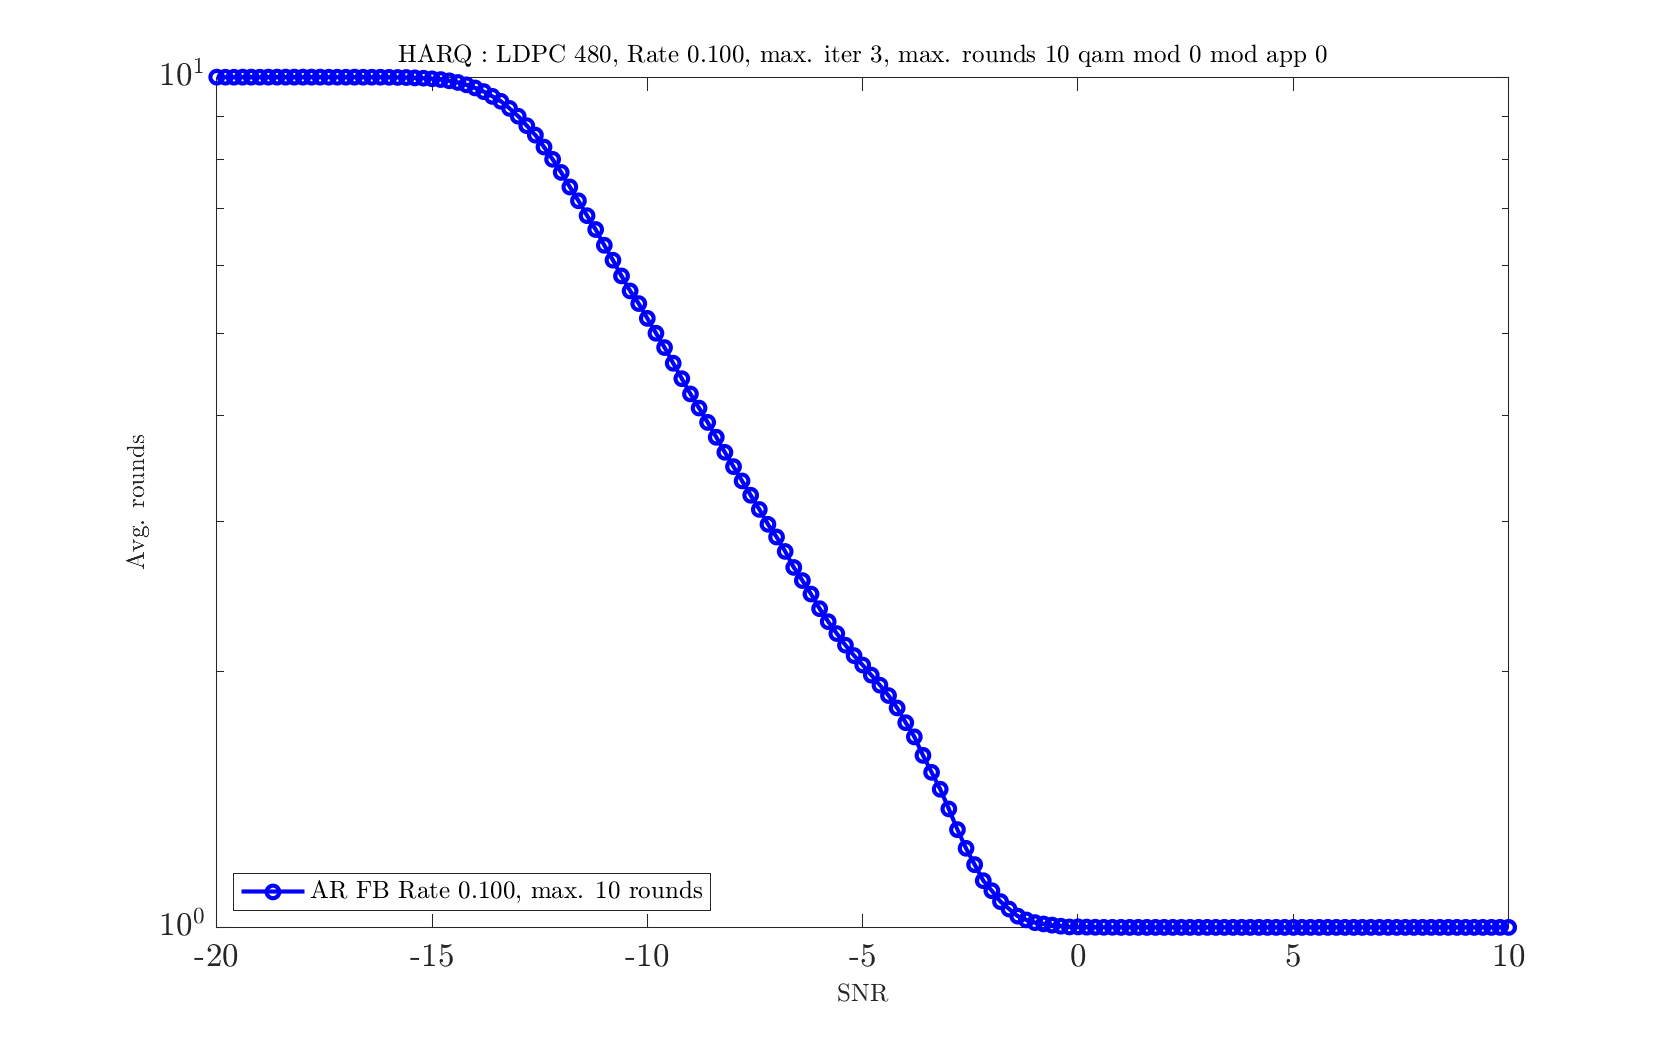 HARQ : LDPC 480, Rate 0.100, max. iter 3, max. rounds 10 qam mod 0 mod app 0
10^1
Avg. rounds
AR FB Rate 0.100, max. 10 rounds
10^0
-20 -15 -10 -5 0 5 10
SNR